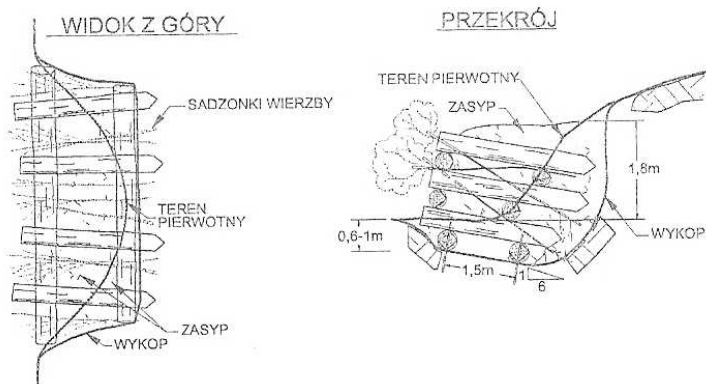 WIDOK Z GÓRY
SADZONKI WIERZBY
TEREN
PIERWOTNY
ZASYP
WYKOP
PRZEKRÓJ
TEREN PIERWOTNY
ZASYP
1,8m
WYKOP
0,6-1m
1,5m
1
6